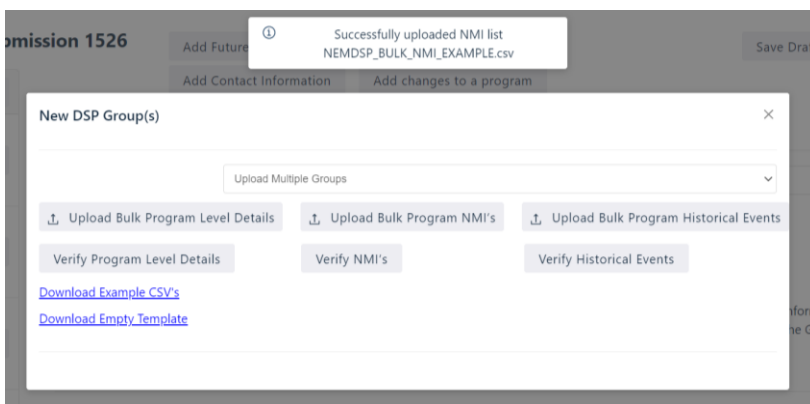 Successfully uploaded NMI list
NEMDSP_BULK_NMI_EXAMPLE.csv
mission 1526
Add Future
Save Dra
Add Contact Information
Add changes to a program
New DSP Group(s)
Upload Multiple Groups
Upload Bulk Program Level Details
Upload Bulk Program NMI's
Upload Bulk Program Historical Events
Verify Program Level Details
Verify NMI's
Verify Historical Events
Download Example CSV's
Download Empty Template